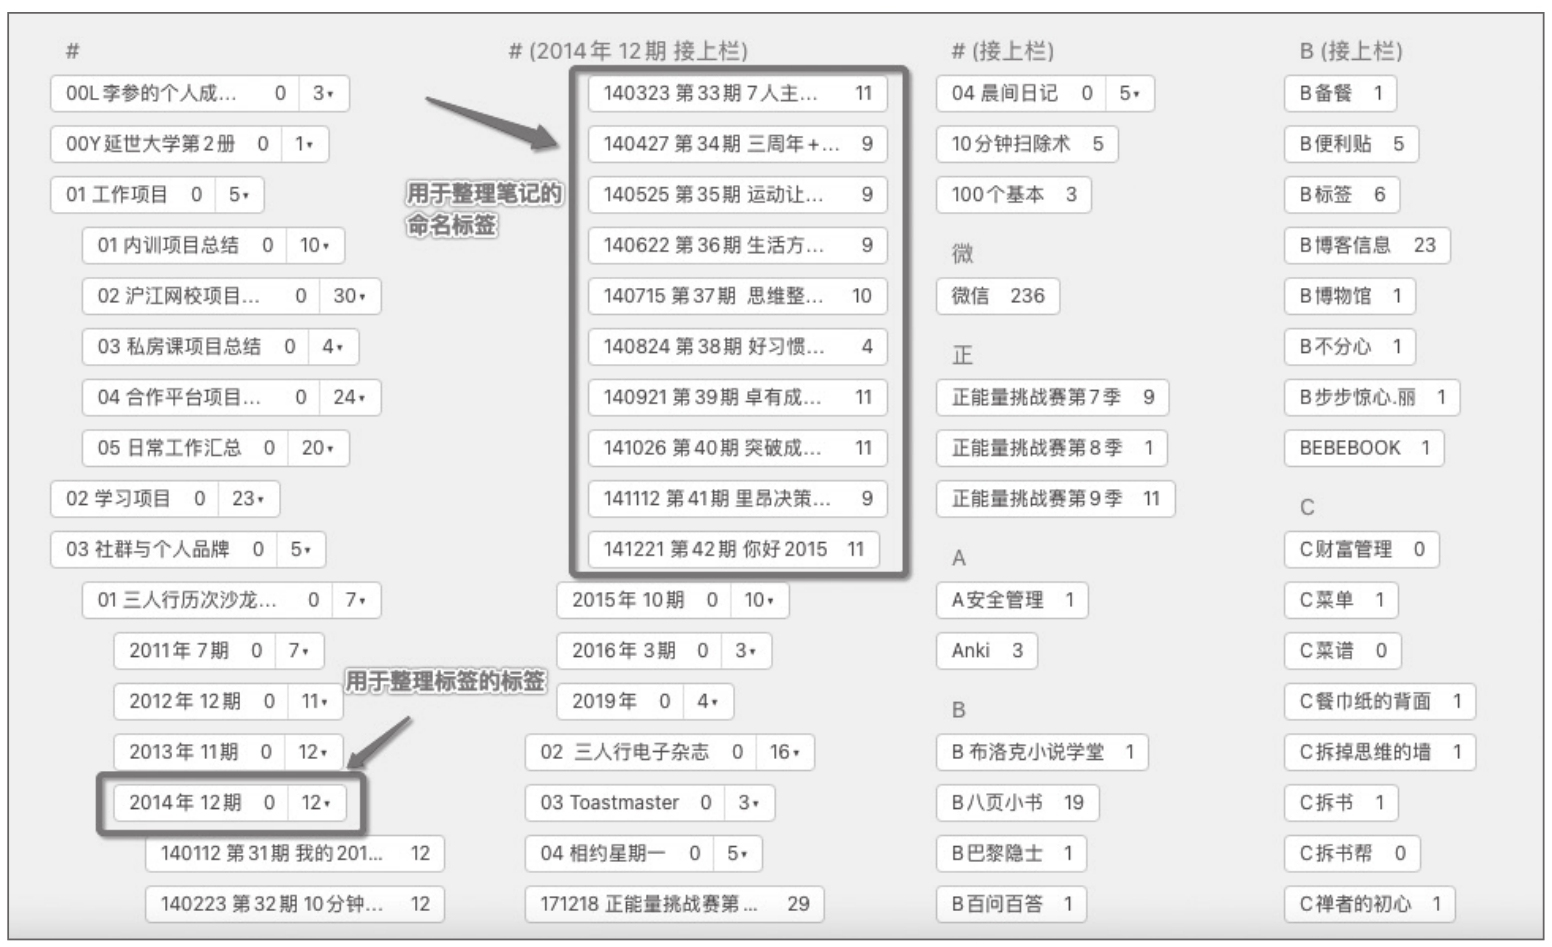 #
00L 李参的个人成… 0 3▾
00Y 延世大学第2册 0 1▾
01 工作项目 0 5▾
01 内训项目总结 0 10▾
02 沪江网校项目… 0 30▾
03 私房课项目总结 0 4▾
04 合作平台项目… 0 24▾
05 日常工作汇总 0 20▾
02 学习项目 0 23▾
03 社群与个人品牌 0 5▾
01 三人行历次沙龙… 0 7▾
2011年 7期 0 7▾
2012年 12期 0 11▾
2013年 11期 0 12▾
2014年 12期 0 12▾
140112 第31期 我的 201… 12
140223 第32期 10分钟… 12
用于整理笔记的
命名标签
用于整理标签的标签
# (2014年 12期 接上栏)
140323 第33期 7人主… 11
140427 第34期 三周年+… 9
140525 第35期 运动让… 9
140622 第36期 生活方… 9
140715 第37期 思维整… 10
140824 第38期 好习惯… 4
140921 第39期 卓有成… 11
141026 第40期 突破成… 11
141112 第41期 里昂决策… 9
141221 第42期 你好2015 11
2015年 10期 0 10▾
2016年 3期 0 3▾
2019年 0 4▾
02 三人行电子杂志 0 16▾
03 Toastmaster 0 3▾
04 相约星期一 0 5▾
171218 正能量挑战赛第… 29
# (接上栏)
04 晨间日记 0 5▾
10分钟扫除术 5
100个基本 3
微
微信 236
正
正能量挑战赛第7季 9
正能量挑战赛第8季 1
正能量挑战赛第9季 11
A
A安全管理 1
Anki 3
B
B 布洛克小说学堂 1
B八页小书 19
B巴黎隐士 1
B百问百答 1
B (接上栏)
B备餐 1
B便利贴 5
B标签 6
B博客信息 23
B博物馆 1
B不分心 1
B步步惊心.丽 1
BEBEBOOK 1
C
C财富管理 0
C菜单 1
C菜谱 0
C餐巾纸的背面 1
C拆掉思维的墙 1
C拆书 1
C拆书帮 0
C禅者的初心 1